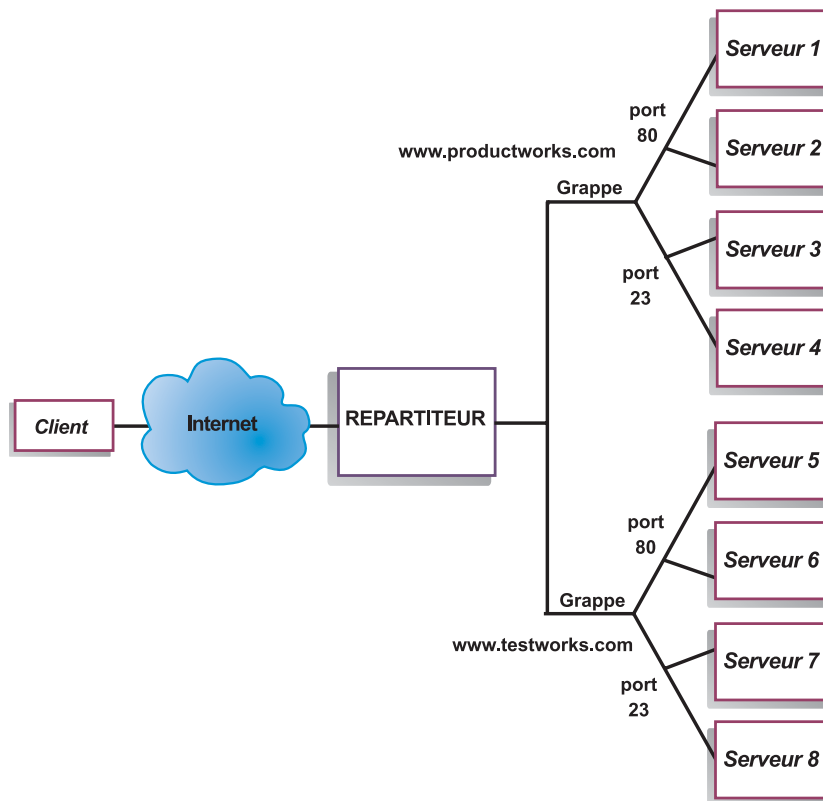 Serveur 1
port
80
Serveur 2
www.productworks.com
Grappe
Serveur 3
port
23
Serveur 4
Client
Internet
REPARTITEUR
Serveur 5
port
80
Serveur 6
Grappe
www.testworks.com
Serveur 7
port
23
Serveur 8